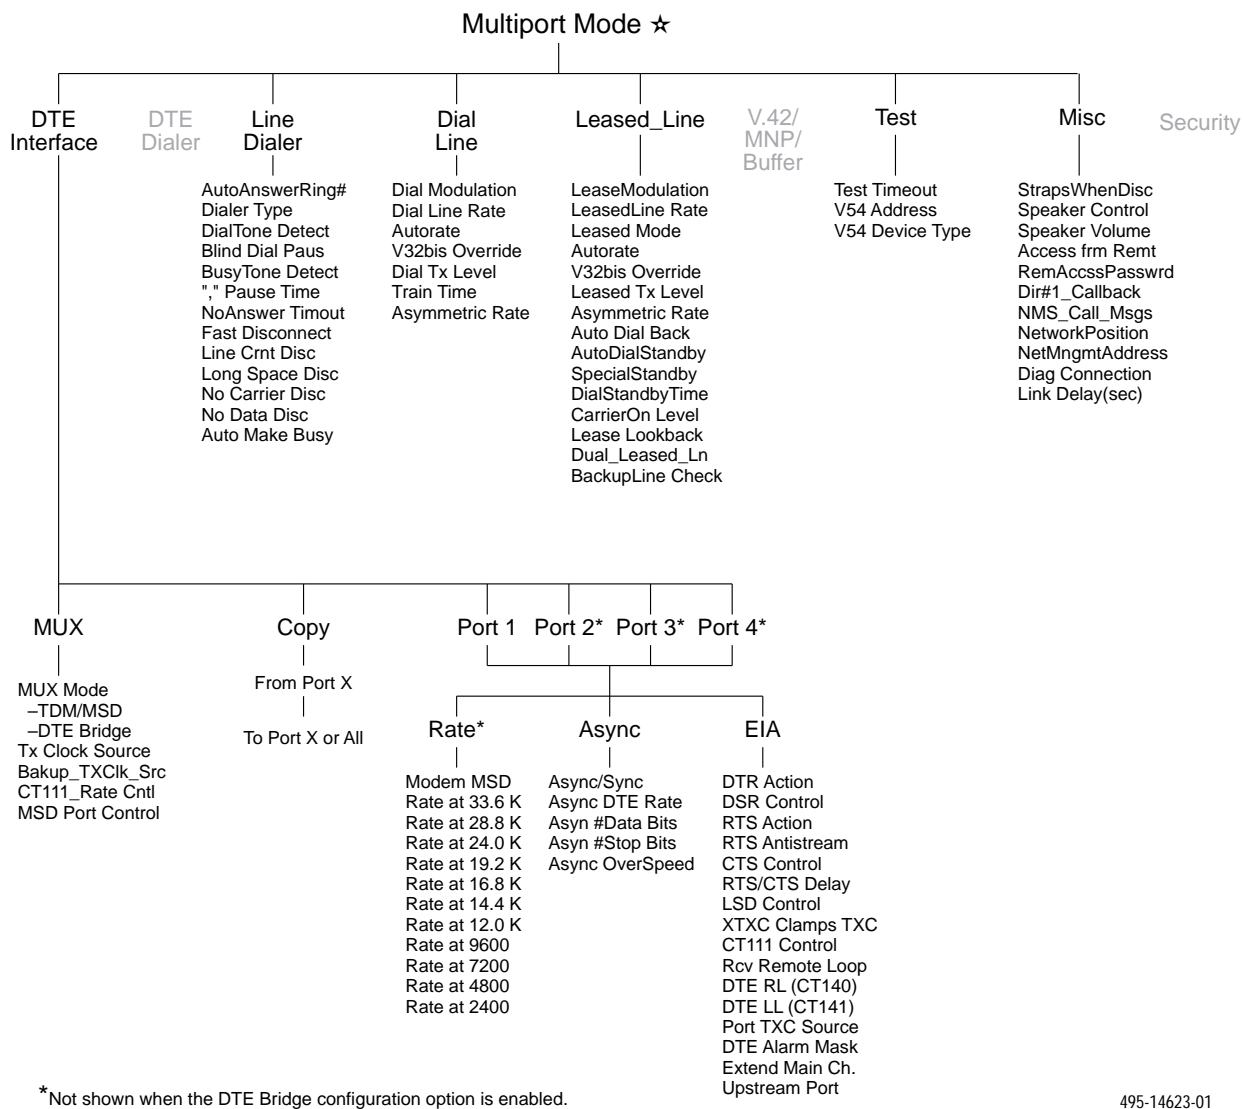 Multiport Mode ☆
DTE
Interface
DTE
Dialer
Line
Dialer
Dial
Line
Leased_Line
V.42/
MNP/
Buffer
Test
Misc
Security
AutoAnswerRing#
Dialer Type
DialTone Detect
Blind Dial Paus
BusyTone Detect
"," Pause Time
NoAnswer Timout
Fast Disconnect
Line Crnt Disc
Long Space Disc
No Carrier Disc
No Data Disc
Auto Make Busy
Dial Modulation
Dial Line Rate
Autorate
V32bis Override
Dial Tx Level
Train Time
Asymmetric Rate
LeaseModulation
LeasedLine Rate
Leased Mode
Autorate
V32bis Override
Leased Tx Level
Asymmetric Rate
Auto Dial Back
AutoDialStandby
SpecialStandby
DialStandbyTime
CarrierOn Level
Lease Lookback
Dual_Leased_Ln
BackupLine Check
Test Timeout
V54 Address
V54 Device Type
StrapsWhenDisc
Speaker Control
Speaker Volume
Access frm Remt
RemAccssPasswrd
Dir#1_Callback
NMS_Call_Msgs
NetworkPosition
NetMngmtAddress
Diag Connection
Link Delay(sec)
MUX
Copy
Port 1
Port 2*
Port 3*
Port 4*
MUX Mode
–TDM/MSD
–DTE Bridge
Tx Clock Source
Bakup_TXClk_Src
CT111_Rate Cntl
MSD Port Control
From Port X
To Port X or All
Rate*
Async
EIA
Modem MSD
Rate at 33.6 K
Rate at 28.8 K
Rate at 24.0 K
Rate at 19.2 K
Rate at 16.8 K
Rate at 14.4 K
Rate at 12.0 K
Rate at 9600
Rate at 7200
Rate at 4800
Rate at 2400
Async/Sync
Async DTE Rate
Asyn #Data Bits
Asyn #Stop Bits
Async OverSpeed
DTR Action
DSR Control
RTS Action
RTS Antistream
CTS Control
RTS/CTS Delay
LSD Control
XTXC Clamps TXC
CT111 Control
Rcv Remote Loop
DTE RL (CT140)
DTE LL (CT141)
Port TXC Source
DTE Alarm Mask
Extend Main Ch.
Upstream Port
*Not shown when the DTE Bridge configuration option is enabled.
495-14623-01